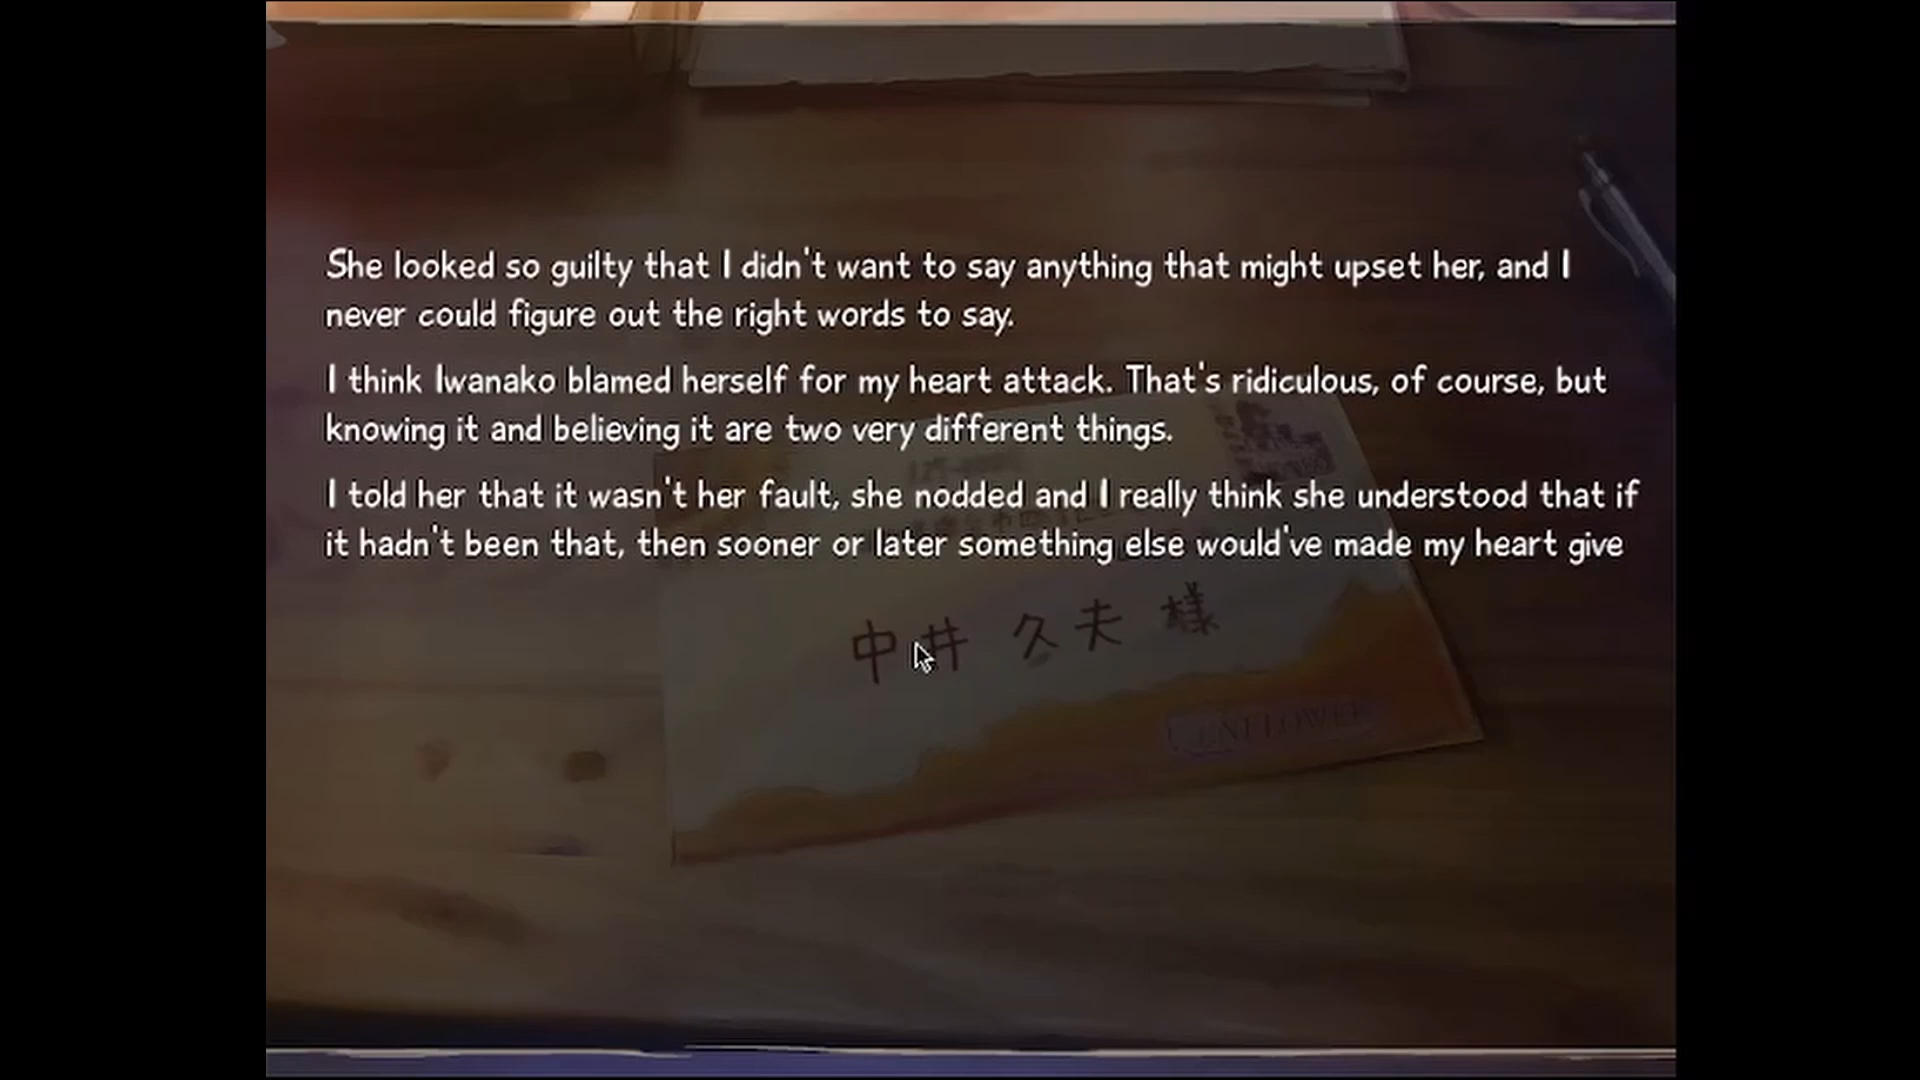 She looked so guilty that I didn't want to say anything that might upset her, and I
never could figure out the right words to say.
I think Iwanako blamed herself for my heart attack. That's ridiculous, of course, but
knowing it and believing it are two very different things.
I told her that it wasn't her fault, she nodded and I really think she understood that if
it hadn't been that, then sooner or later something else would've made my heart give
中井 久夫 様